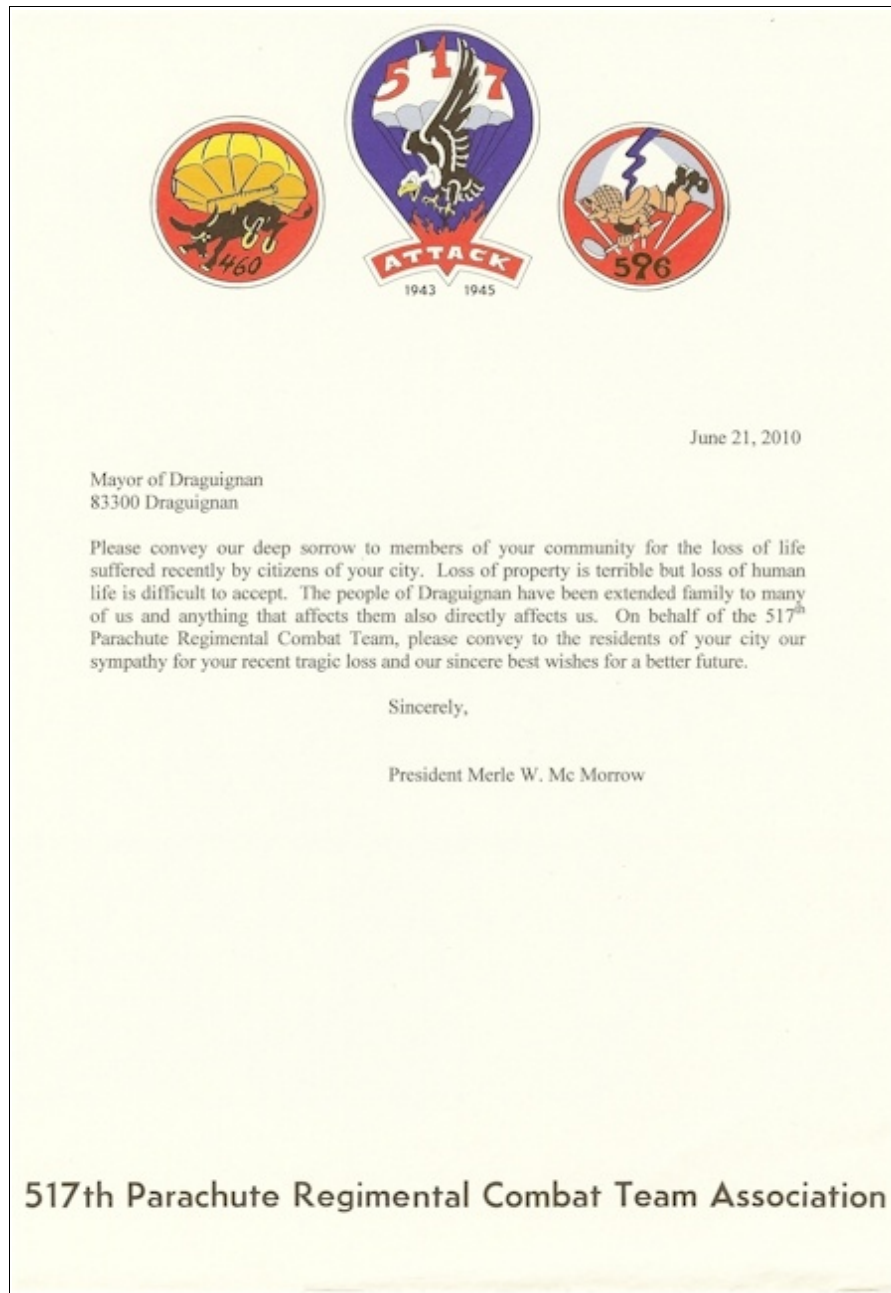 517
460
ATTACK
596
1943 1945
June 21, 2010
Mayor of Draguignan
83300 Draguignan
Please convey our deep sorrow to members of your community for the loss of life
suffered recently by citizens of your city. Loss of property is terrible but loss of human
life is difficult to accept. The people of Draguignan have been extended family to many
of us and anything that affects them also directly affects us. On behalf of the 517th
Parachute Regimental Combat Team, please convey to the residents of your city our
sympathy for your recent tragic loss and our sincere best wishes for a better future.
Sincerely,
President Merle W. Mc Morrow
517th Parachute Regimental Combat Team Association